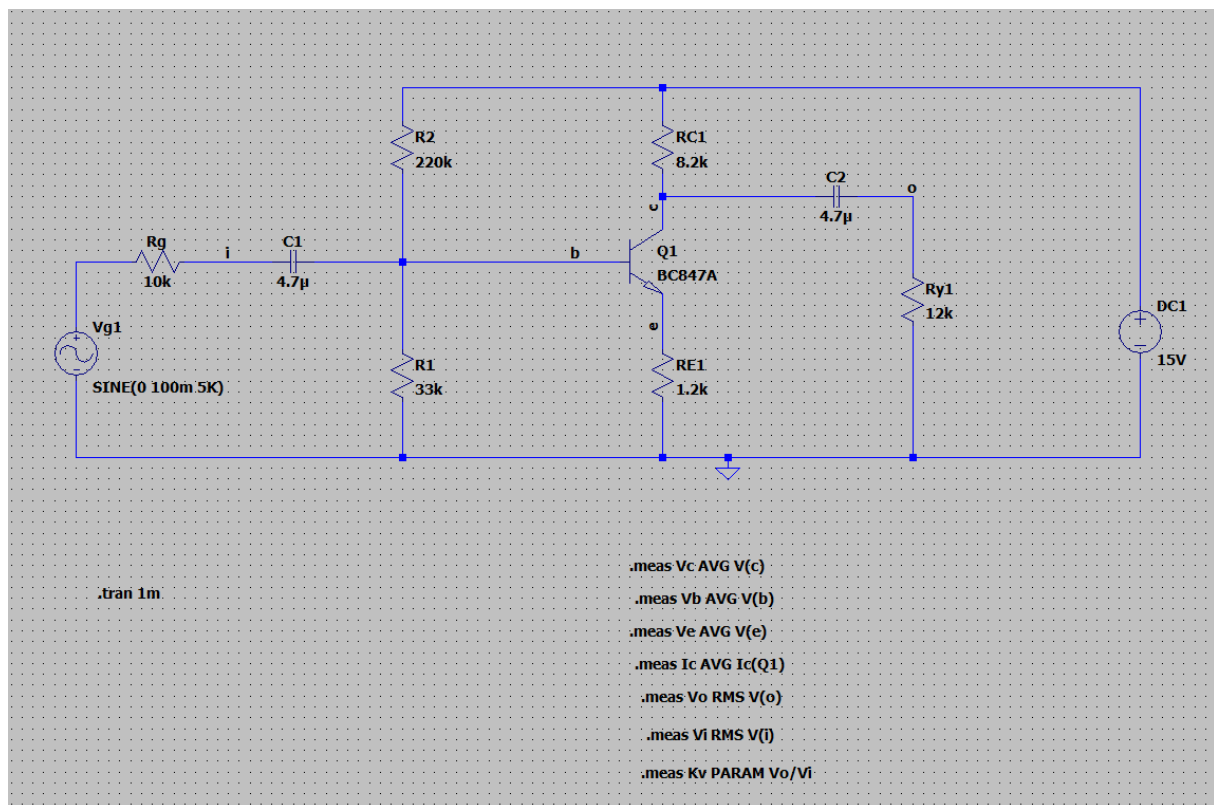 R2
220k
RC1
8.2k
C2
4.7µ
o
c
Rg
10k
i
C1
4.7µ
b
Q1
BC847A
Ry1
12k
DC1
15V
Vg1
SINE(0 100m 5K)
e
R1
33k
RE1
1.2k
.tran 1m
.meas Vc AVG V(c)
.meas Vb AVG V(b)
.meas Ve AVG V(e)
.meas Ic AVG Ic(Q1)
.meas Vo RMS V(o)
.meas Vi RMS V(i)
.meas Kv PARAM Vo/Vi